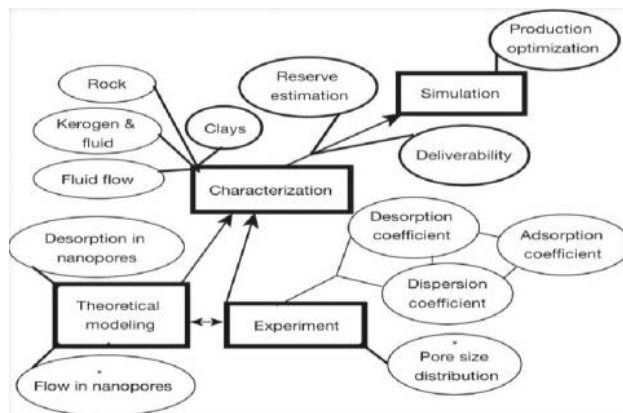 Production
optimization
Rock
Reserve
estimation
Simulation
Kerogen &
fluid
Clays
Fluid flow
Deliverability
Characterization
Desorption
coefficient
Desorption in
nanopores
Adsorption
coefficient
Dispersion
coefficient
Theoretical
modeling
Experiment
Pore size
distribution
Flow in nanopores